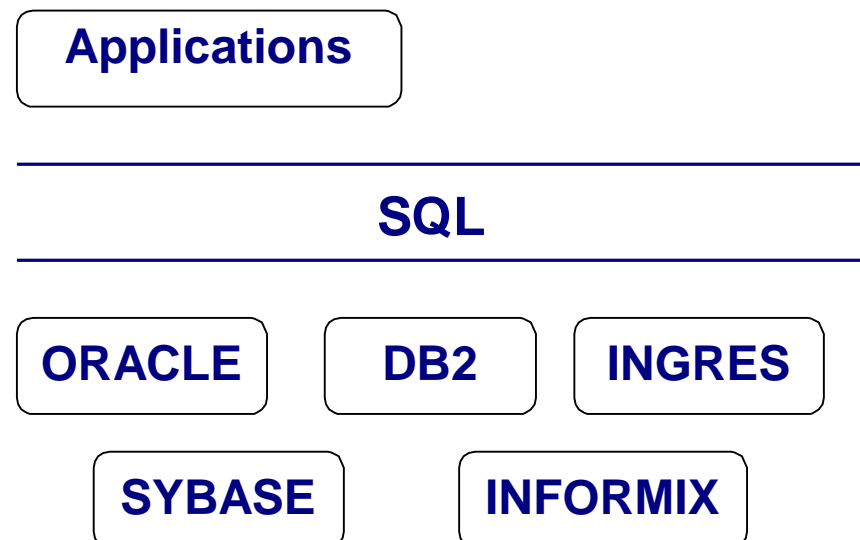 Applications
SQL
ORACLE DB2 INGRES
SYBASE INFORMIX